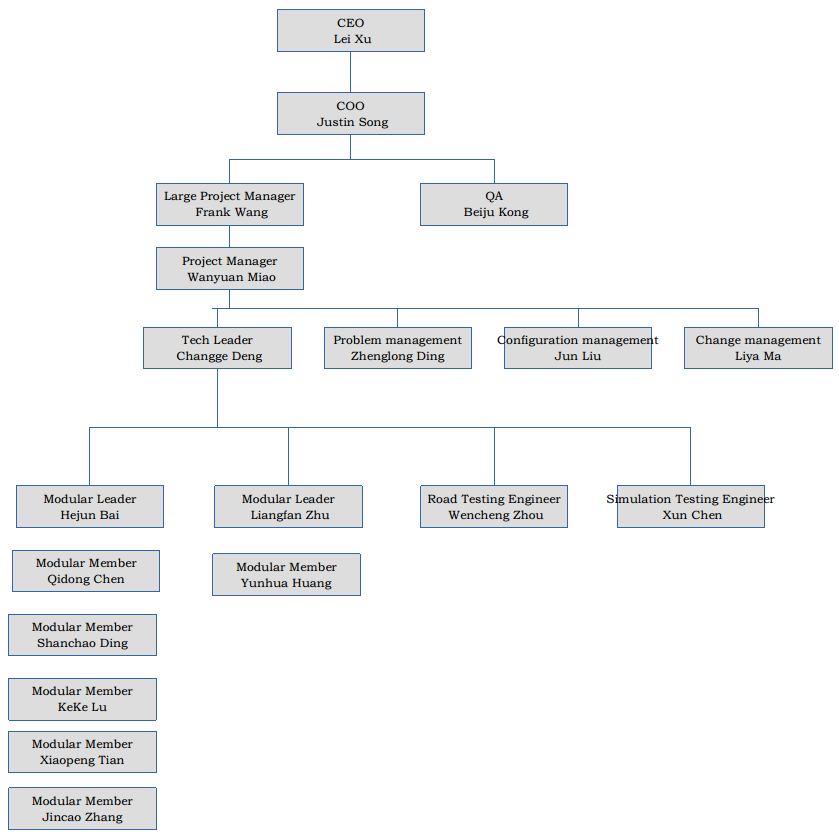 CEO
Lei Xu
COO
Justin Song
Large Project Manager
Frank Wang
QA
Beiju Kong
Project Manager
Wanyuan Miao
Tech Leader
Changge Deng
Problem management
Zhenglong Ding
Configuration management
Jun Liu
Change management
Liya Ma
Modular Leader
Hejun Bai
Modular Leader
Liangfan Zhu
Road Testing Engineer
Wencheng Zhou
Simulation Testing Engineer
Xun Chen
Modular Member
Qidong Chen
Modular Member
Yunhua Huang
Modular Member
Shanchao Ding
Modular Member
KeKe Lu
Modular Member
Xiaopeng Tian
Modular Member
Jincao Zhang